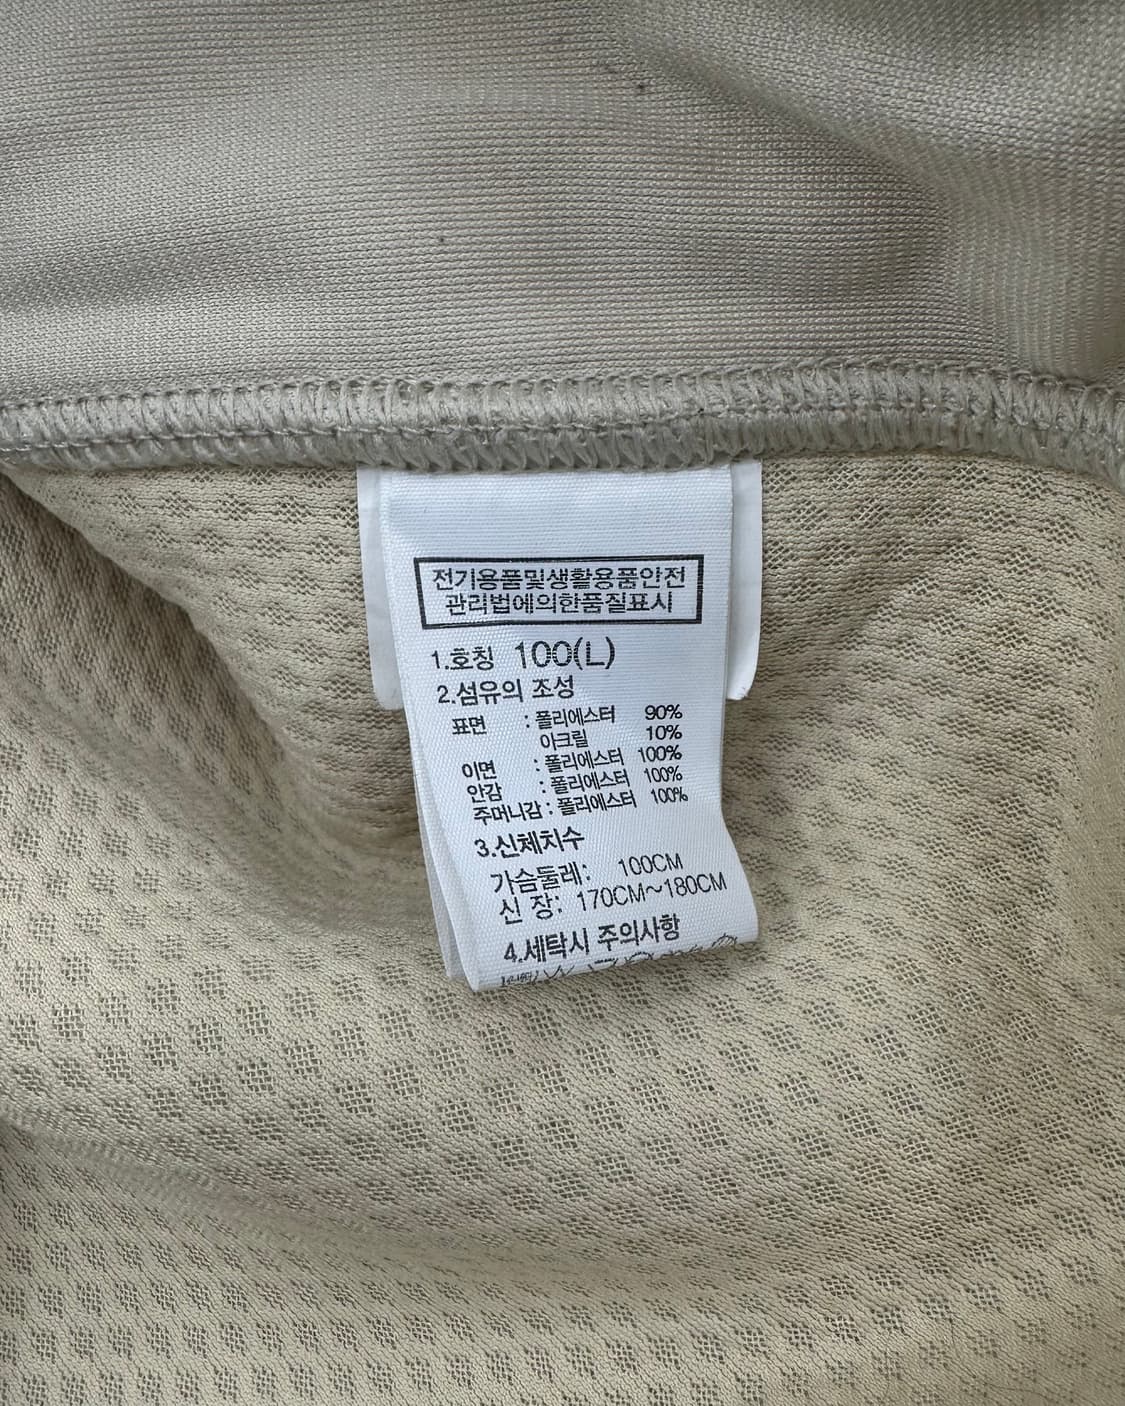 전기용품및생활용품안전
관리법에의한품질표시
1.호칭 100(L)
2.섬유의 조성
표면 : 폴리에스터 90%
아크릴 10%
이면 : 폴리에스터 100%
안감 : 폴리에스터 100%
주머니감 : 폴리에스터 100%
3.신체치수
가슴둘레: 100CM
신 장: 170CM~180CM
4.세탁시 주의사항